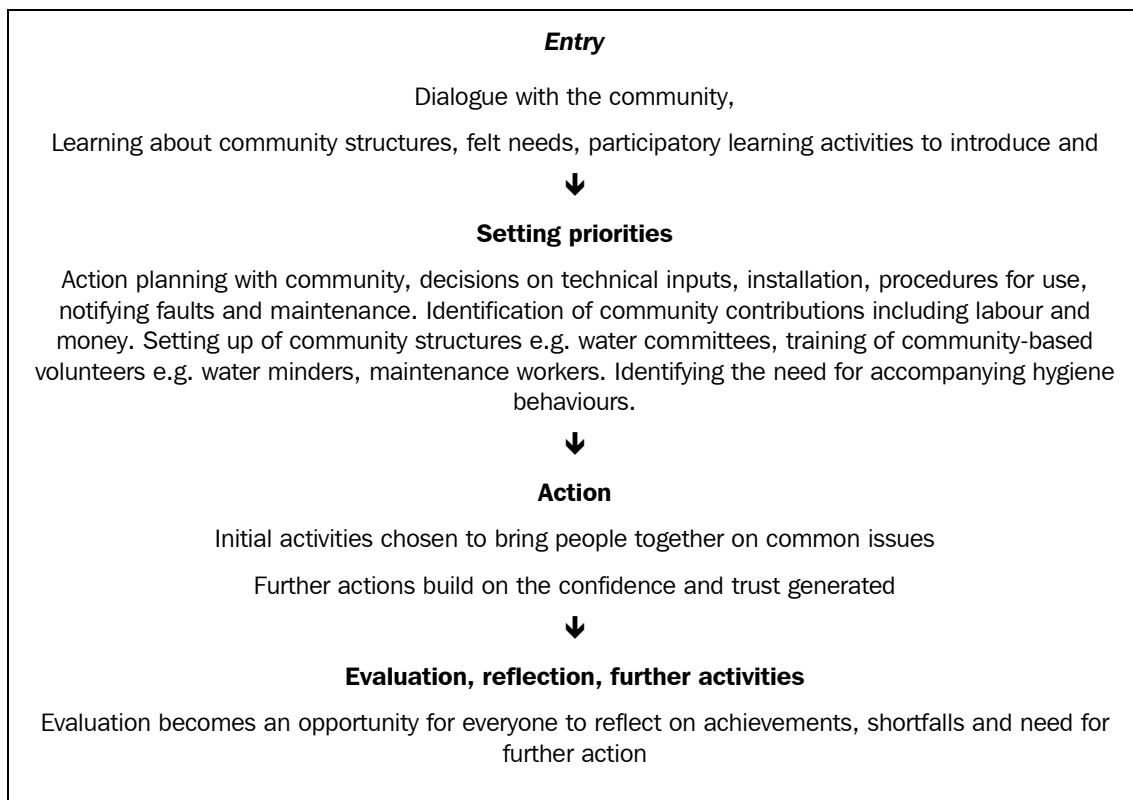 Entry
Dialogue with the community,
Learning about community structures, felt needs, participatory learning activities to introduce and
↓
Setting priorities
Action planning with community, decisions on technical inputs, installation, procedures for use,
notifying faults and maintenance. Identification of community contributions including labour and
money. Setting up of community structures e.g. water committees, training of community-based
volunteers e.g. water minders, maintenance workers. Identifying the need for accompanying hygiene
behaviours.
↓
Action
Initial activities chosen to bring people together on common issues
Further actions build on the confidence and trust generated
↓
Evaluation, reflection, further activities
Evaluation becomes an opportunity for everyone to reflect on achievements, shortfalls and need for
further action